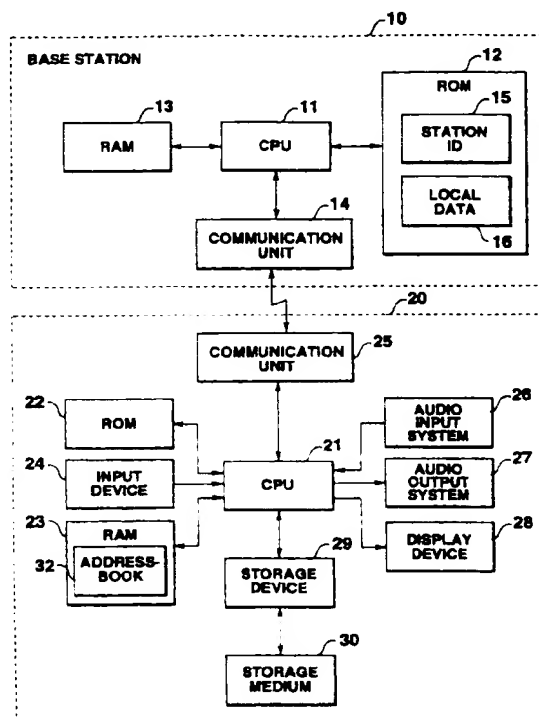 10
BASE STATION
12
ROM
13
RAM
11
CPU
15
STATION
ID
LOCAL
DATA
16
14
COMMUNICATION
UNIT
20
COMMUNICATION
UNIT
25
22
ROM
26
AUDIO
INPUT
SYSTEM
24
INPUT
DEVICE
21
CPU
27
AUDIO
OUTPUT
SYSTEM
23
RAM
32
ADDRESS-
BOOK
29
STORAGE
DEVICE
28
DISPLAY
DEVICE
30
STORAGE
MEDIUM